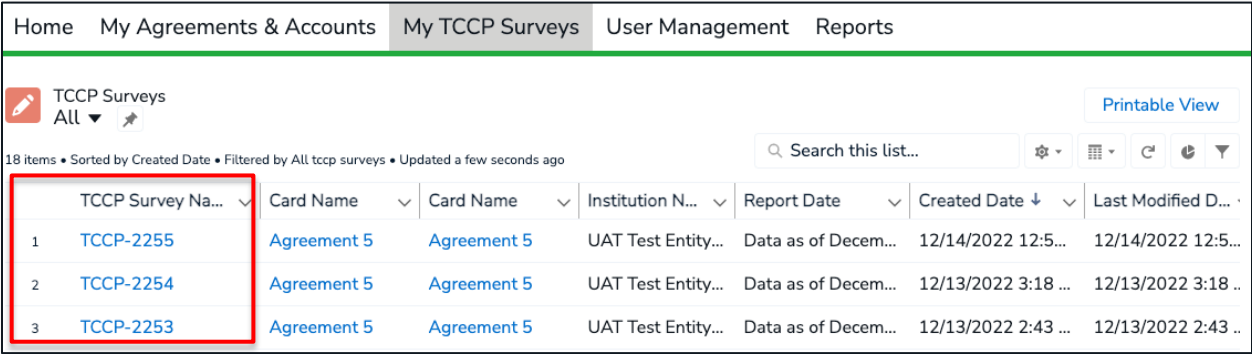 Home My Agreements & Accounts My TCCP Surveys User Management Reports
TCCP Surveys
All
Printable View
18 items • Sorted by Created Date • Filtered by All tccp surveys • Updated a few seconds ago
Search this list...
TCCP Survey Na... Card Name Card Name Institution N... Report Date Created Date Last Modified D...
1 TCCP-2255 Agreement 5 Agreement 5 UAT Test Entity... Data as of Decem... 12/14/2022 12:5... 12/14/2022 12:5...
2 TCCP-2254 Agreement 5 Agreement 5 UAT Test Entity... Data as of Decem... 12/13/2022 3:18 ... 12/13/2022 3:18 ..
3 TCCP-2253 Agreement 5 Agreement 5 UAT Test Entity... Data as of Decem... 12/13/2022 2:43 ... 12/13/2022 2:43 ..